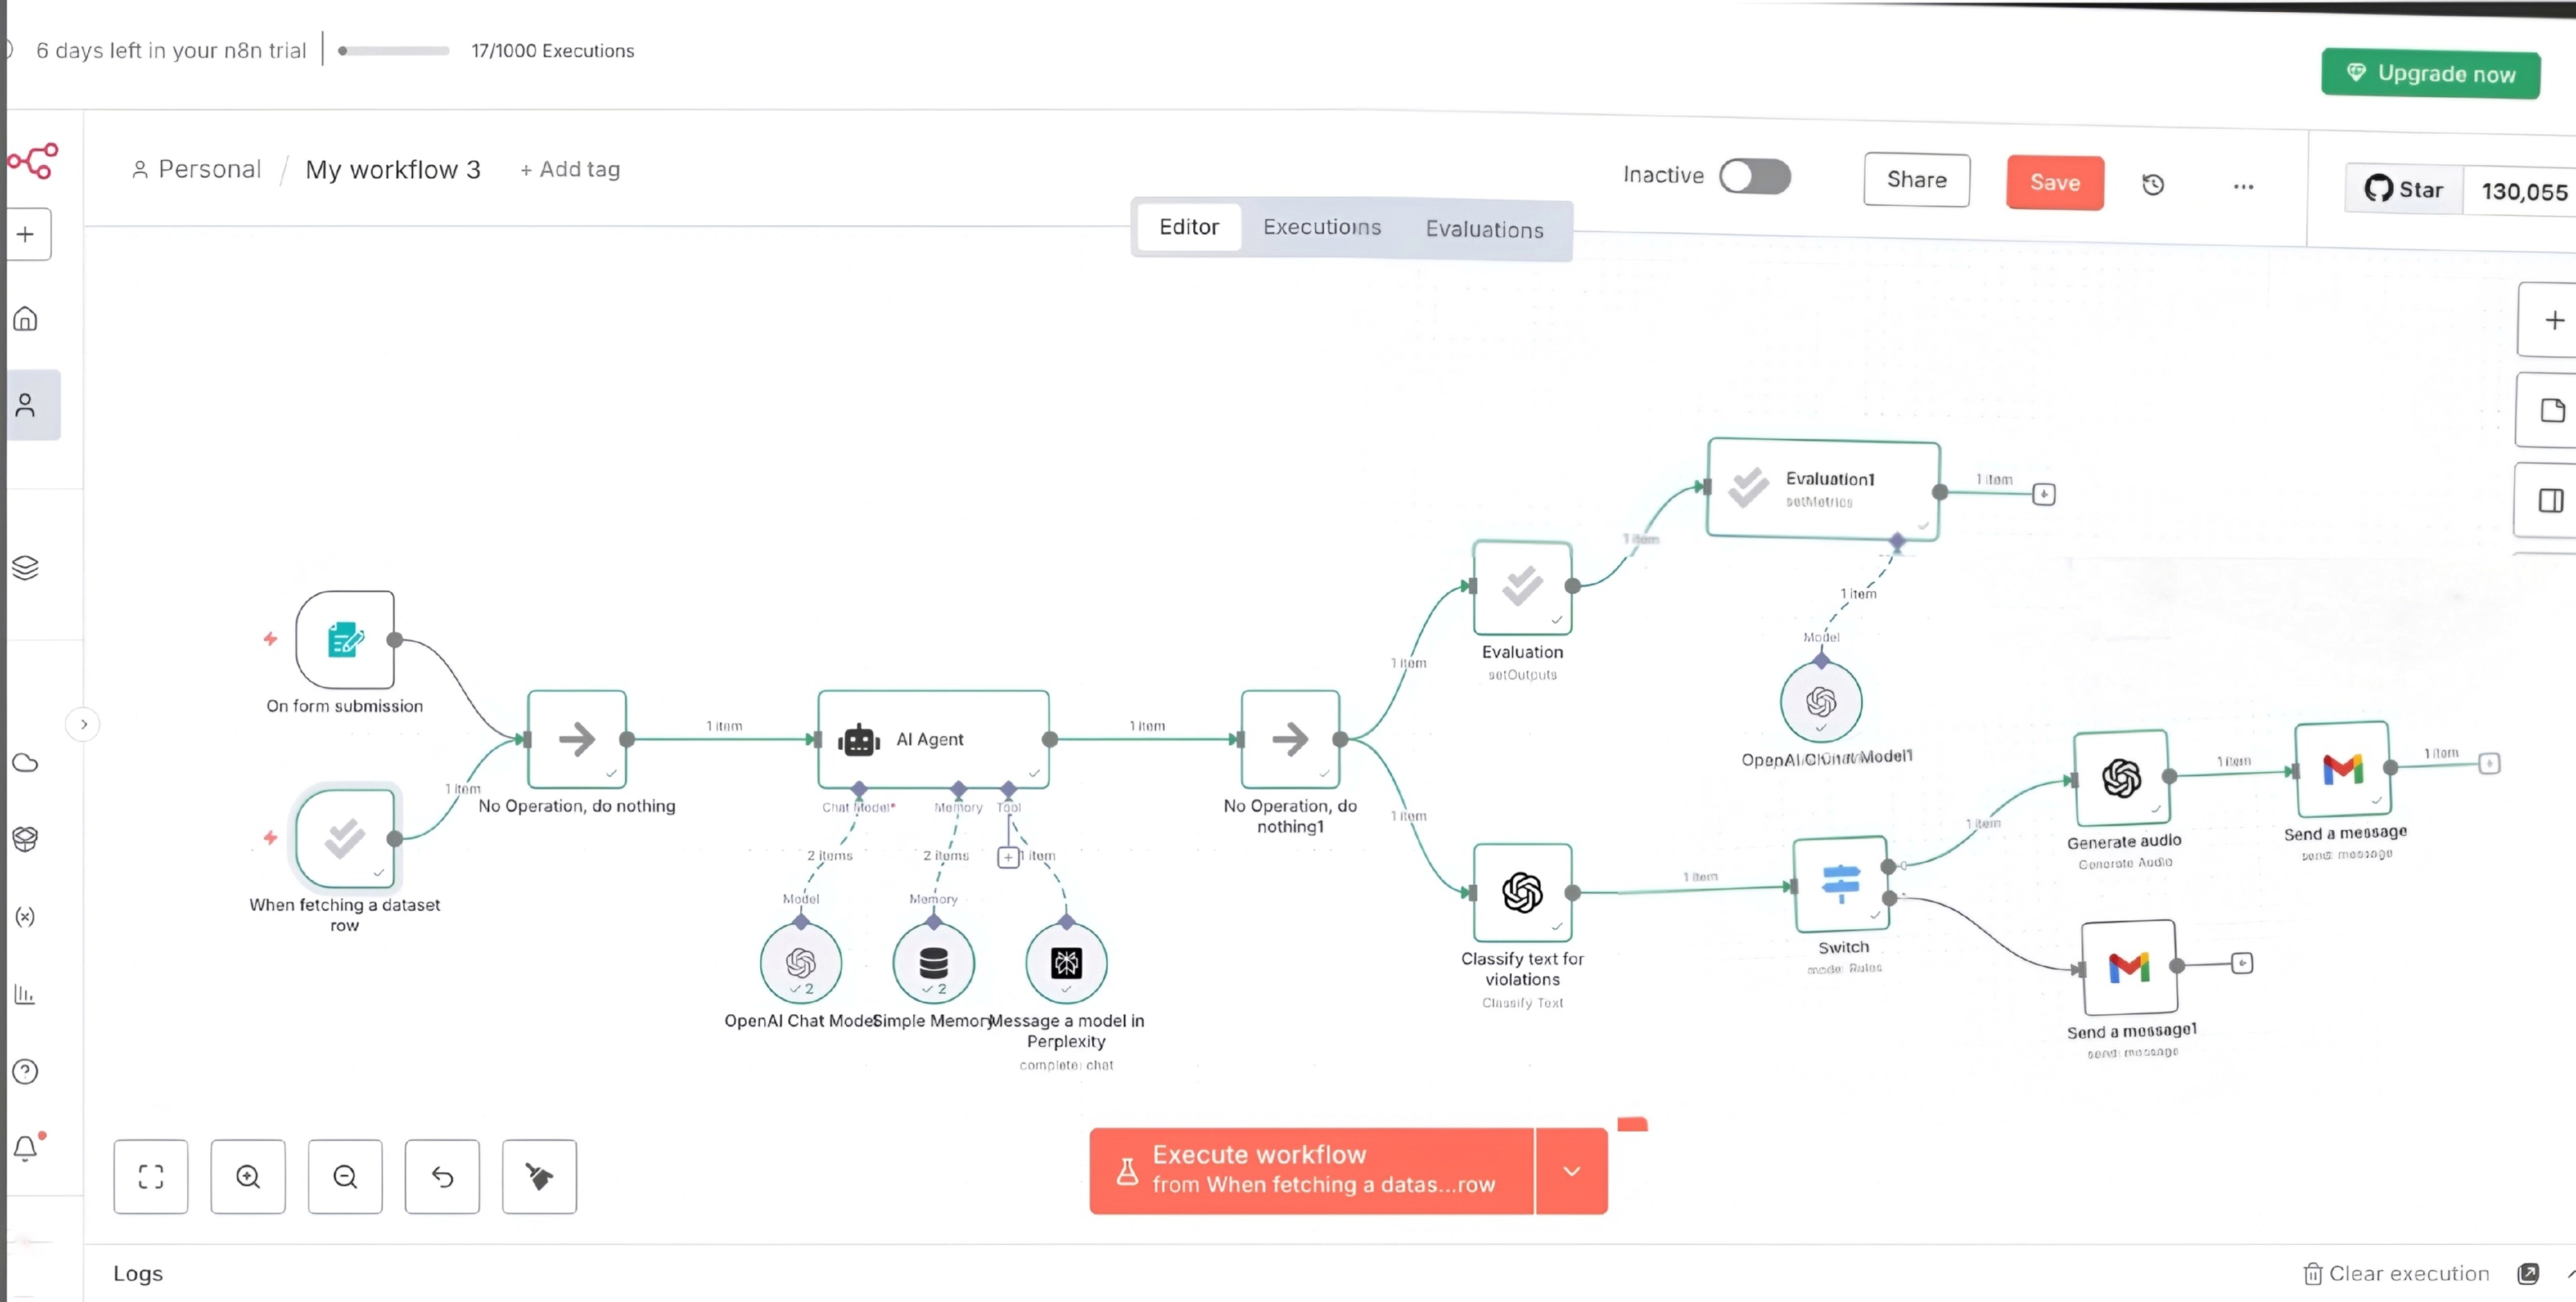 6 days left in your n8n trial
17/1000 Executions
Upgrade now
Personal / My workflow 3 + Add tag
Inactive
Share
Save
...
Star 130,055
Editor Executions Evaluations
On form submission
When fetching a dataset
row
1 item
No Operation, do nothing
1 item
AI Agent
Chat Model*
Memory
Tool
2 items
2 items
1 item
Model
Memory
2
2
OpenAI Chat Model
Simple Memory
Message a model in
Perplexity
complete: chat
1 item
No Operation, do
nothing1
1 item
1 item
Evaluation
setOutputs
1 item
Evaluation1
setMetrics
1 item
1 item
Model
OpenAI Chat Model1
Classify text for
violations
Classify Text
1 item
Switch
mode: Rules
1 item
Generate audio
Generate Audio
1 item
Send a message
send: message
1 item
Send a message1
send: message
Execute workflow
from When fetching a datas...row
Logs
Clear execution